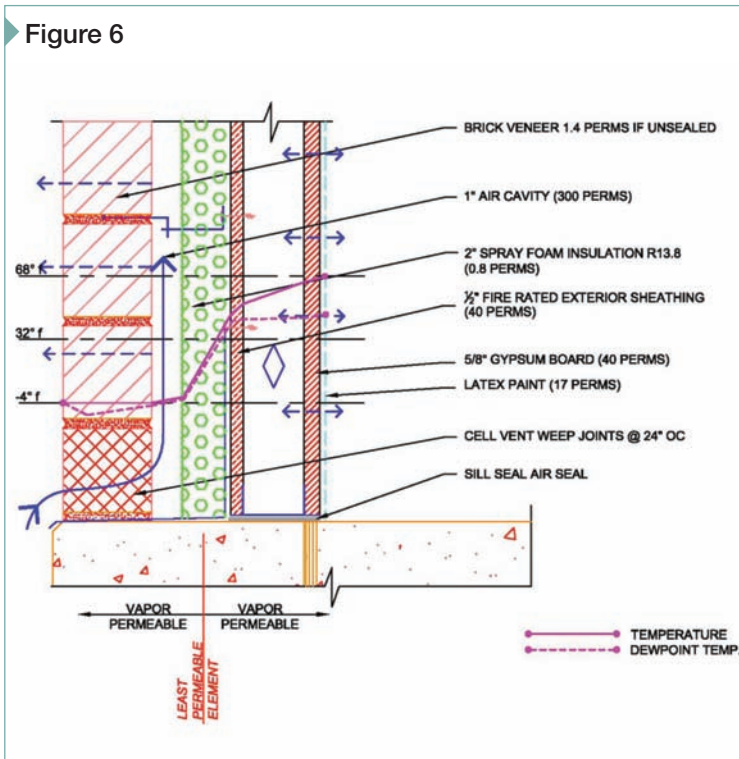 Figure 6
BRICK VENEER 1.4 PERMS IF UNSEALED
1" AIR CAVITY (300 PERMS)
2" SPRAY FOAM INSULATION R13.8
(0.8 PERMS)
½" FIRE RATED EXTERIOR SHEATHING
(40 PERMS)
5/8" GYPSUM BOARD (40 PERMS)
LATEX PAINT (17 PERMS)
CELL VENT WEEP JOINTS @ 24" OC
SILL SEAL AIR SEAL
68° f
32° f
-4° f
VAPOR
PERMEABLE
VAPOR
PERMEABLE
LEAST
PERMEABLE
ELEMENT
TEMPERATURE
DEWPOINT TEMP.